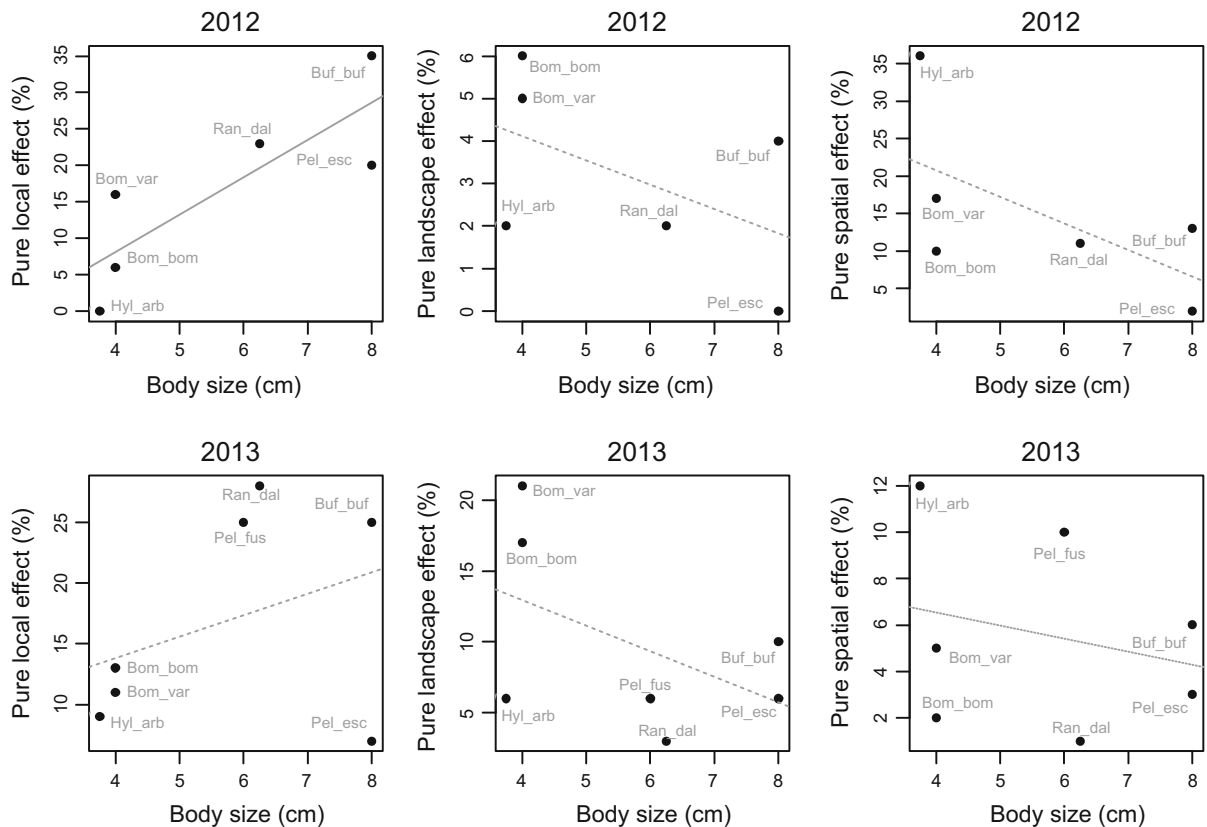 2012
Pure local effect (%)
35
30
25
20
15
10
5
0
Buf_buf
Ran_dal
Pel_esc
Bom_var
Bom_bom
Hyl_arb
4 5 6 7 8
Body size (cm)
2012
Pure landscape effect (%)
6
5
4
3
2
1
0
Bom_bom
Bom_var
Buf_buf
Hyl_arb
Ran_dal
Pel_esc
4 5 6 7 8
Body size (cm)
2012
Pure spatial effect (%)
35
30
25
20
15
10
5
Hyl_arb
Bom_var
Buf_buf
Bom_bom
Ran_dal
Pel_esc
4 5 6 7 8
Body size (cm)
2013
Pure local effect (%)
25
20
15
10
Ran_dal
Buf_buf
Pel_fus
Bom_bom
Bom_var
Hyl_arb
Pel_esc
4 5 6 7 8
Body size (cm)
2013
Pure landscape effect (%)
20
15
10
5
Bom_var
Bom_bom
Buf_buf
Pel_fus
Hyl_arb
Pel_esc
Ran_dal
4 5 6 7 8
Body size (cm)
2013
Pure spatial effect (%)
12
10
8
6
4
2
Hyl_arb
Pel_fus
Buf_buf
Bom_var
Bom_bom
Pel_esc
Ran_dal
4 5 6 7 8
Body size (cm)